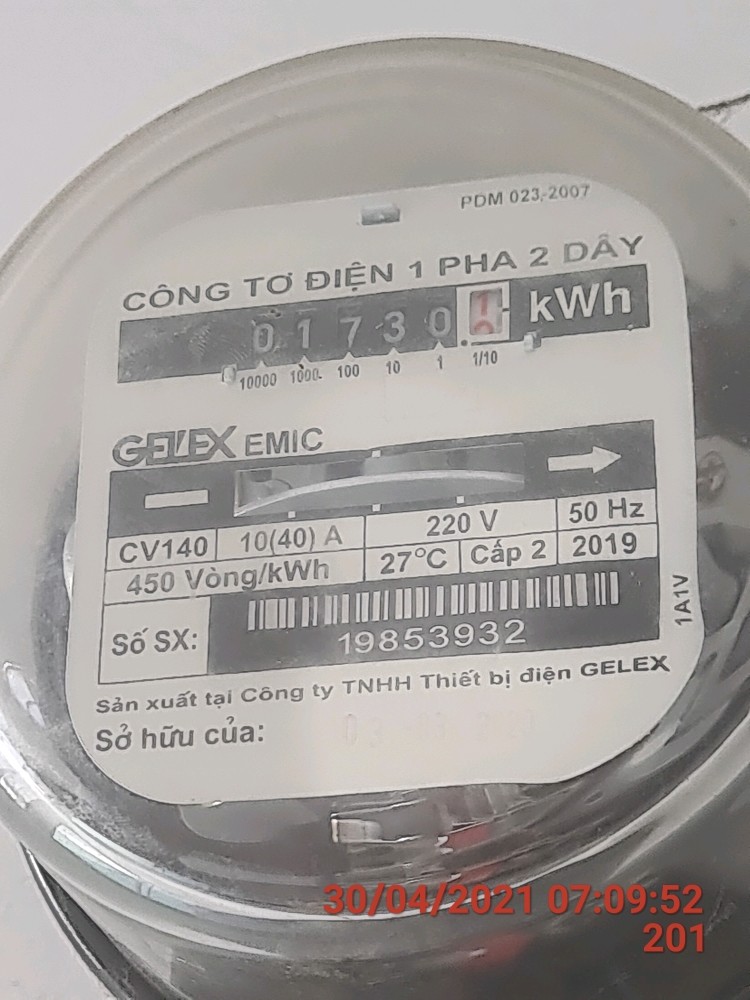 PDM 023-2007
CÔNG TƠ ĐIỆN 1 PHA 2 DÂY
0 1 7 3 0 1 kWh
10000 1000 100 10 1 1/10
GELEX EMIC
CV140 10(40) A 220 V 50 Hz
450 Vòng/kWh 27°C Cấp 2 2019
1A1V
Số SX: 19853932
Sản xuất tại Công ty TNHH Thiết bị điện GELEX
Sở hữu của:
30/04/2021 07:09:52
201